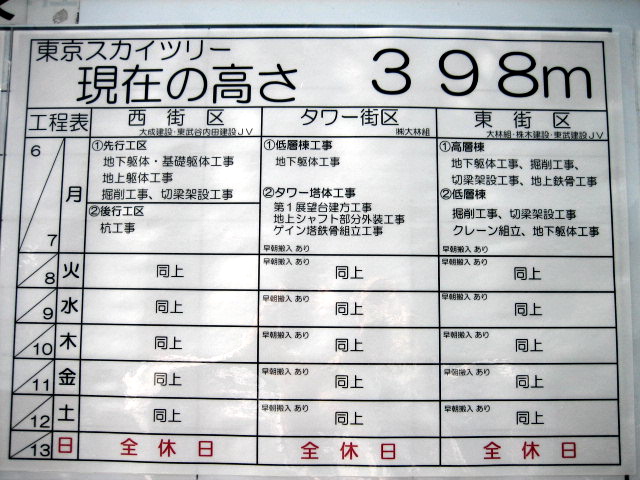 東京スカイツリー
現在の高さ 398m
工程表 西街区 タワー街区 東街区
大成建設・東武谷内田建設JV ㈱大林組 大林組・株木建設・東武建設JV
6
7
月
①先行工区
地下躯体・基礎躯体工事
地上躯体工事
掘削工事、切梁架設工事
②後行工区
杭工事
①低層棟工事
地下躯体工事
②タワー塔体工事
第1展望台建方工事
地上シャフト部分外装工事
ゲイン塔鉄骨組立工事
早朝搬入 あり
①高層棟
地下躯体工事、掘削工事、
切梁架設工事、地上鉄骨工事
②低層棟
掘削工事、切梁架設工事
クレーン組立、地下躯体工事
早朝搬入 あり
8 火 同上 早朝搬入 あり 同上 早朝搬入 あり 同上
9 水 同上 早朝搬入 あり 同上 早朝搬入 あり 同上
10 木 同上 早朝搬入 あり 同上 早朝搬入 あり 同上
11 金 同上 早朝搬入 あり 同上 早朝搬入 あり 同上
12 土 同上 早朝搬入 あり 同上 早朝搬入 あり 同上
13 日 全休日 全休日 全休日